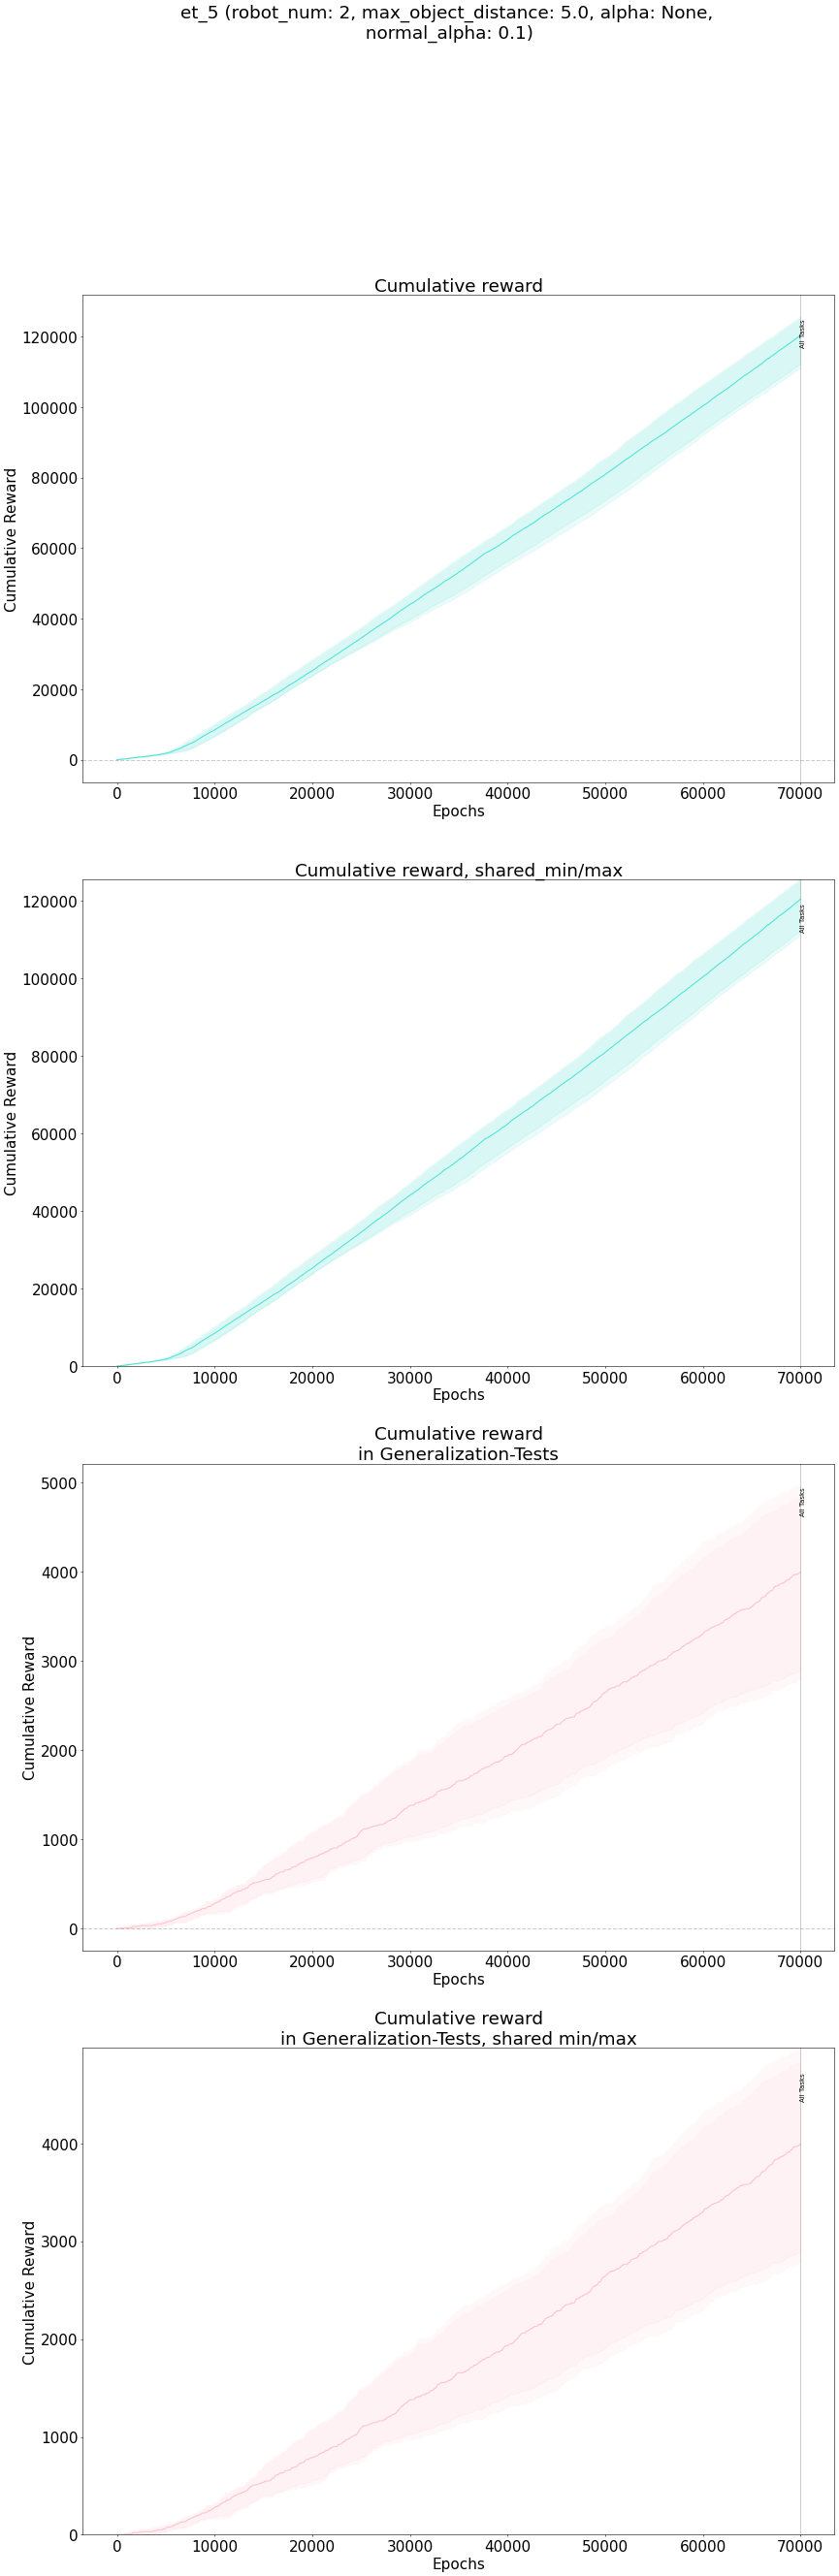 et_5 (robot_num: 2, max_object_distance: 5.0, alpha: None,
normal_alpha: 0.1)
Cumulative reward
120000
100000
80000
60000
40000
20000
0
Cumulative Reward
All Tasks
0 10000 20000 30000 40000 50000 60000 70000
Epochs
Cumulative reward, shared_min/max
120000
100000
80000
60000
40000
20000
0
Cumulative Reward
All Tasks
0 10000 20000 30000 40000 50000 60000 70000
Epochs
Cumulative reward
in Generalization-Tests
5000
4000
3000
2000
1000
0
Cumulative Reward
All Tasks
0 10000 20000 30000 40000 50000 60000 70000
Epochs
Cumulative reward
in Generalization-Tests, shared min/max
4000
3000
2000
1000
0
Cumulative Reward
All Tasks
0 10000 20000 30000 40000 50000 60000 70000
Epochs